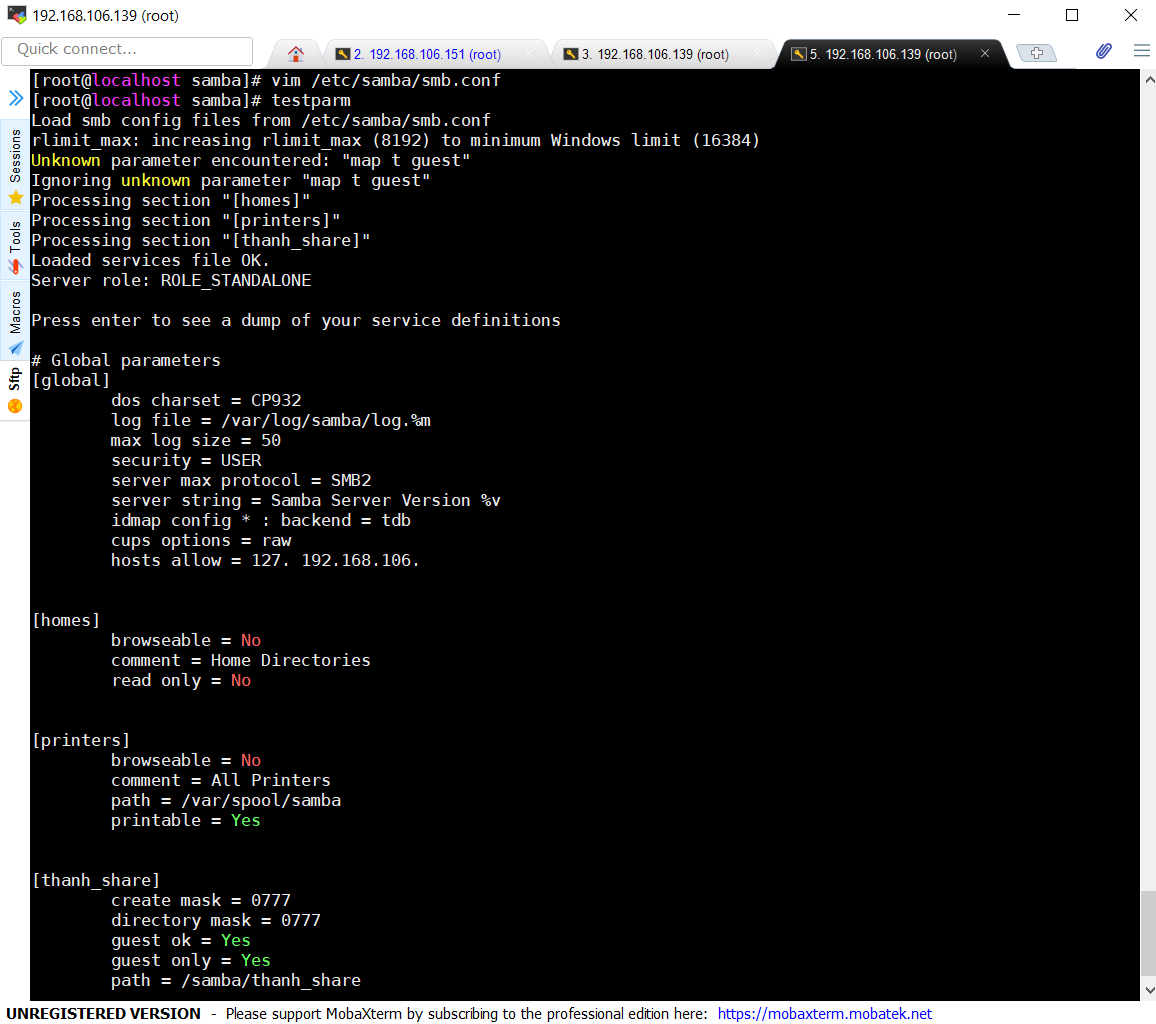 192.168.106.139 (root)
Quick connect...
2. 192.168.106.151 (root)
3. 192.168.106.139 (root)
5. 192.168.106.139 (root)
Sessions
Tools
Macros
Sftp
[root@localhost samba]# vim /etc/samba/smb.conf
[root@localhost samba]# testparm
Load smb config files from /etc/samba/smb.conf
rlimit_max: increasing rlimit_max (8192) to minimum Windows limit (16384)
Unknown parameter encountered: "map t guest"
Ignoring unknown parameter "map t guest"
Processing section "[homes]"
Processing section "[printers]"
Processing section "[thanh_share]"
Loaded services file OK.
Server role: ROLE_STANDALONE
Press enter to see a dump of your service definitions
# Global parameters
[global]
dos charset = CP932
log file = /var/log/samba/log.%m
max log size = 50
security = USER
server max protocol = SMB2
server string = Samba Server Version %v
idmap config * : backend = tdb
cups options = raw
hosts allow = 127. 192.168.106.
[homes]
browseable = No
comment = Home Directories
read only = No
[printers]
browseable = No
comment = All Printers
path = /var/spool/samba
printable = Yes
[thanh_share]
create mask = 0777
directory mask = 0777
guest ok = Yes
guest only = Yes
path = /samba/thanh_share
UNREGISTERED VERSION - Please support MobaXterm by subscribing to the professional edition here: https://mobaxterm.mobatek.net